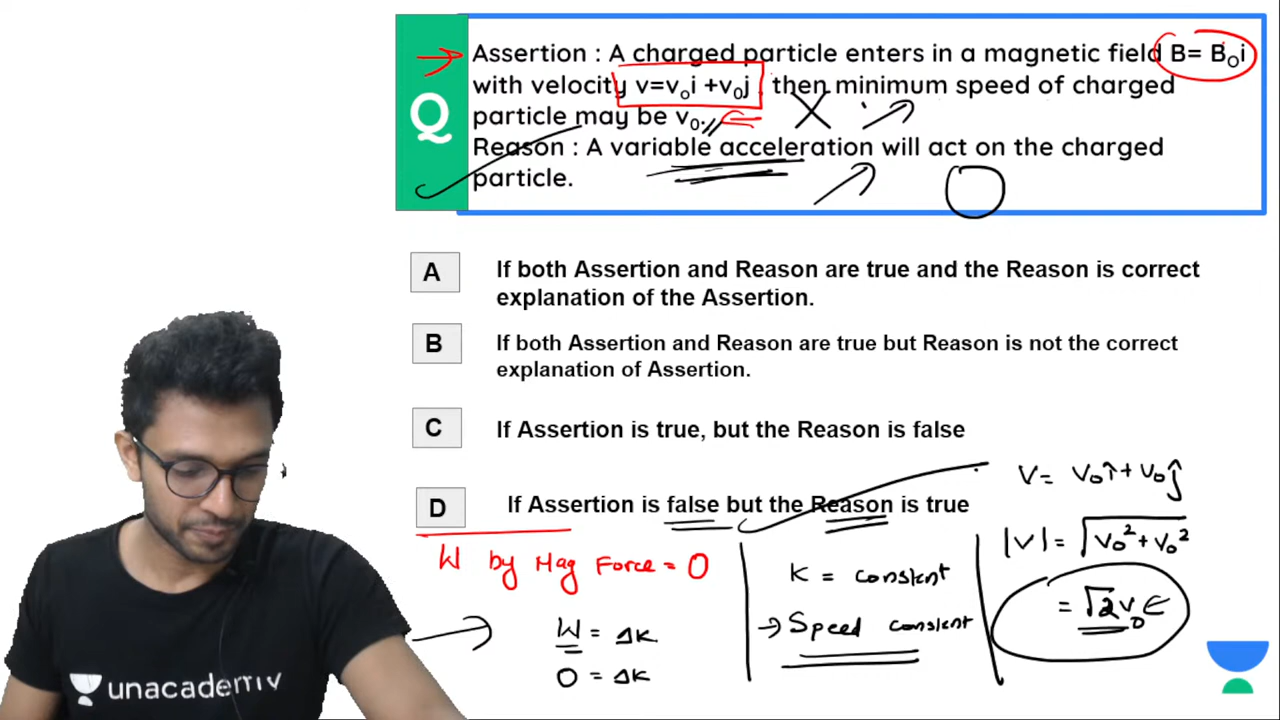 Q
Assertion : A charged particle enters in a magnetic field B= B₀i
with velocity v=v₀i +v₀j , then minimum speed of charged
particle may be v₀.
Reason : A variable acceleration will act on the charged
particle.
A
If both Assertion and Reason are true and the Reason is correct
explanation of the Assertion.
B
If both Assertion and Reason are true but Reason is not the correct
explanation of Assertion.
C
If Assertion is true, but the Reason is false
D
If Assertion is false but the Reason is true
W by Mag Force = 0
W = ΔK
0 = ΔK
K = constent
→ Speed constent
V = V₀î + V₀ĵ
|V| = √V₀² + V₀²
= √2 V₀
unacademy